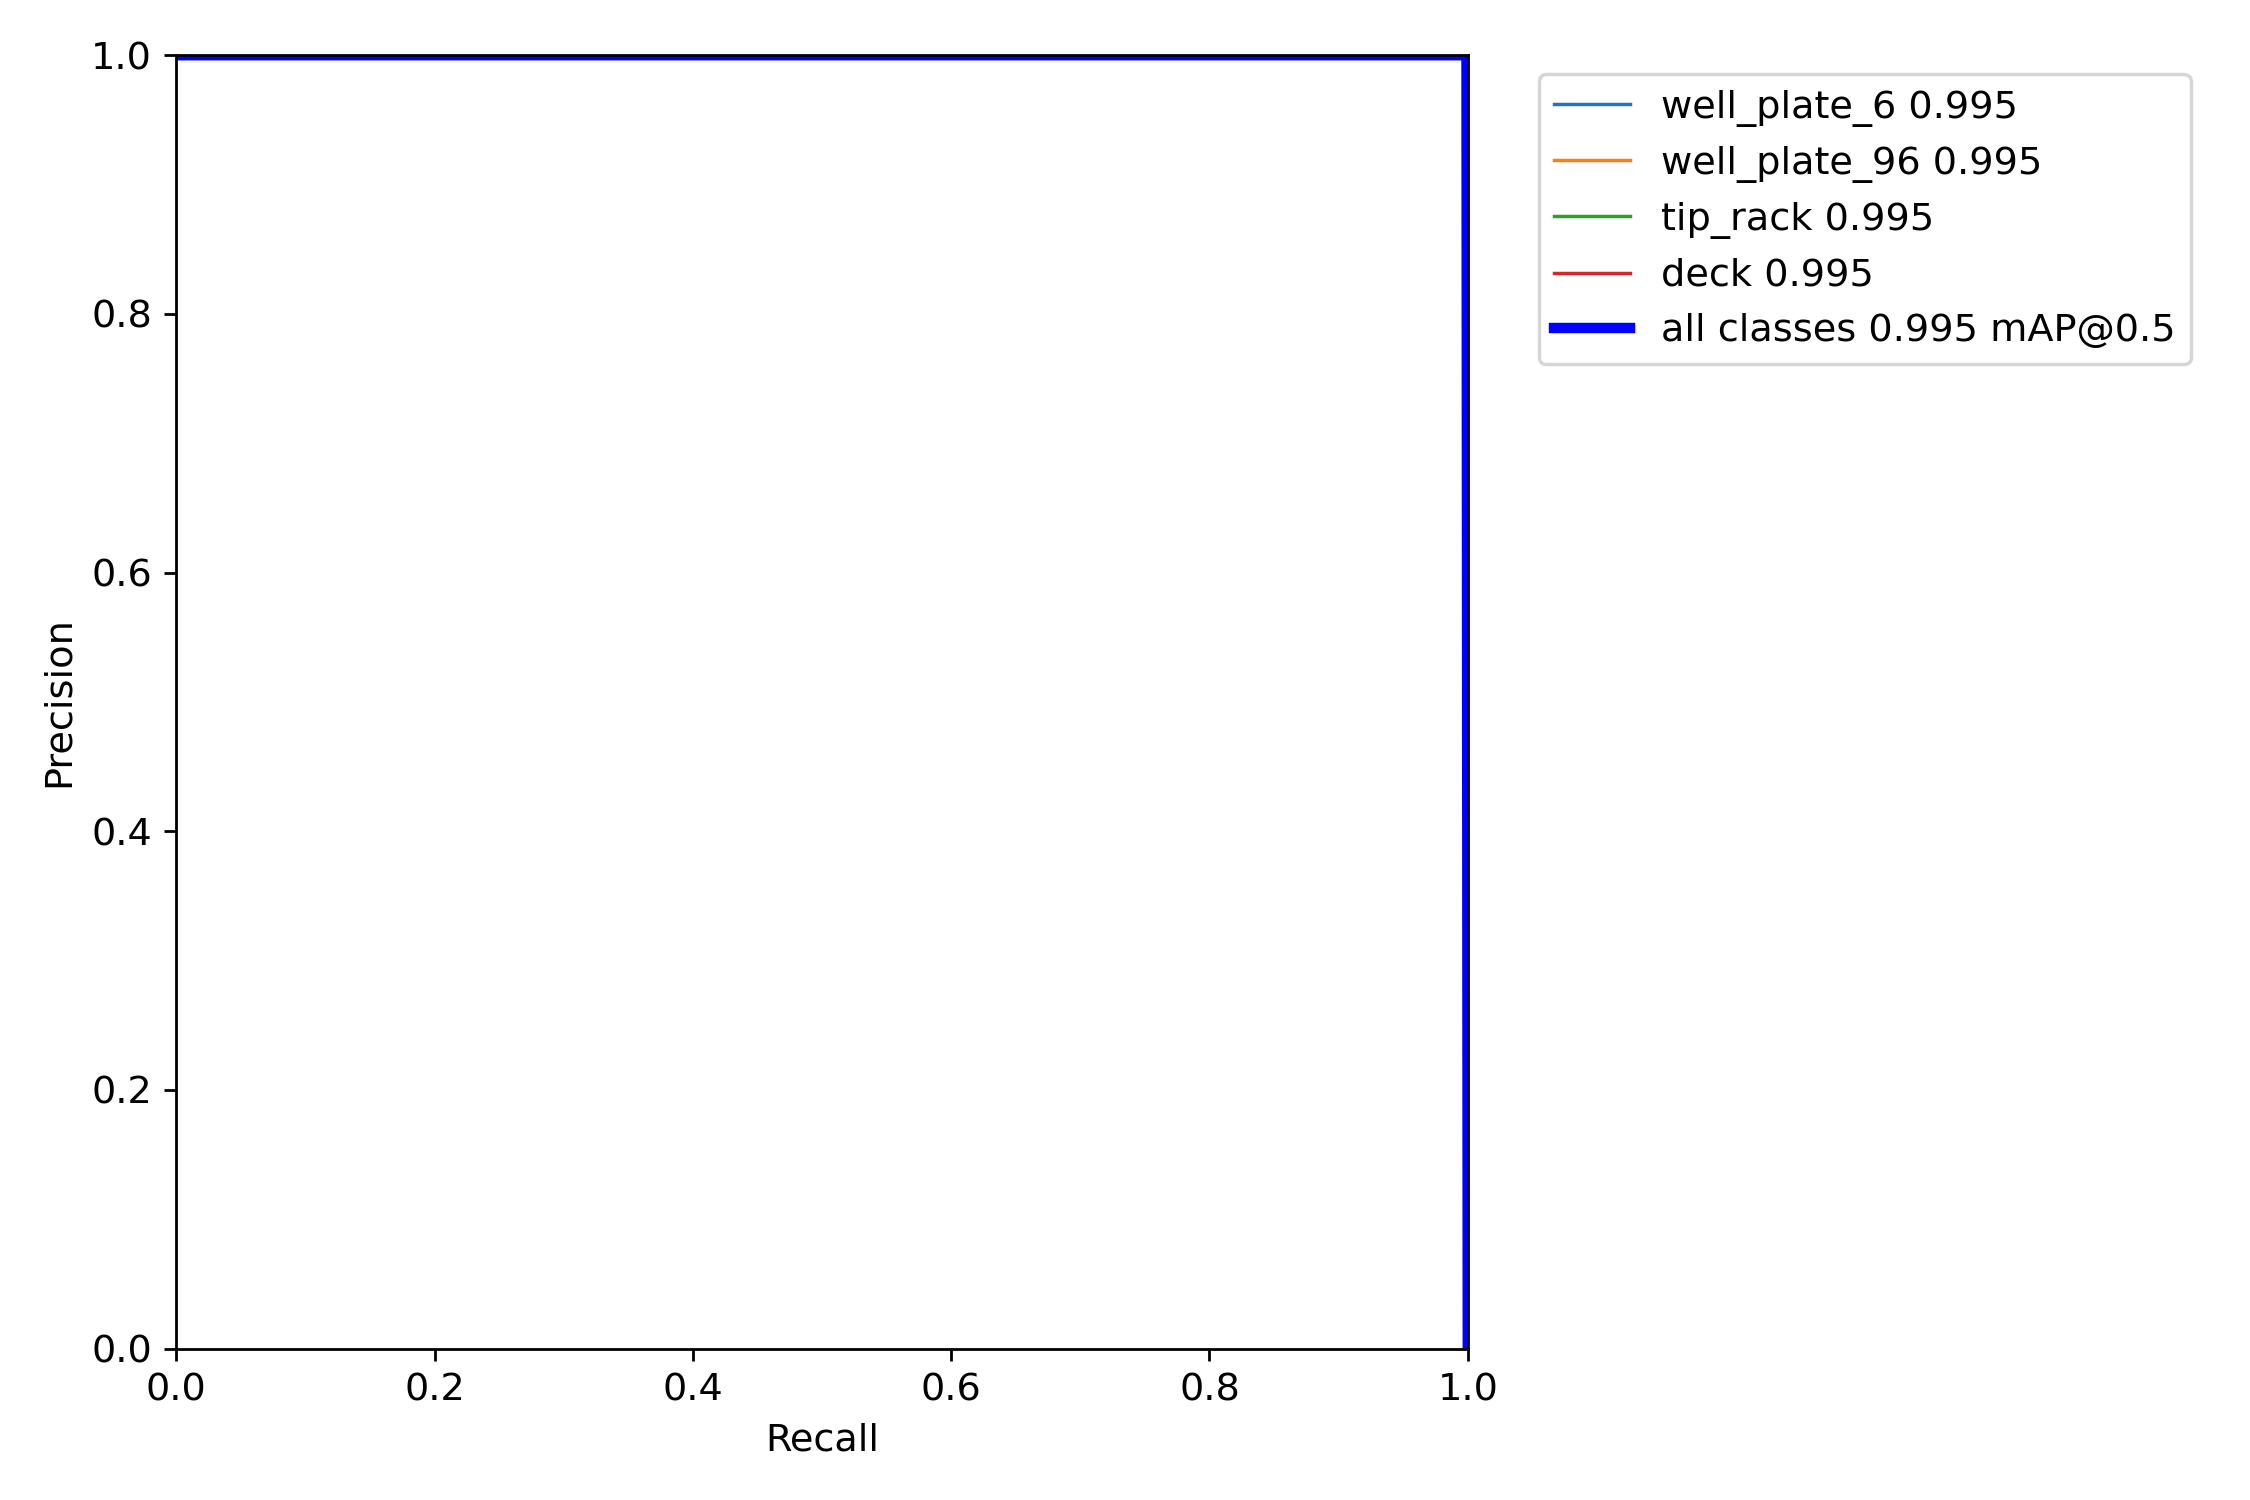 1.0
0.8
0.6
0.4
0.2
0.0
Precision
0.0 0.2 0.4 0.6 0.8 1.0
Recall
well_plate_6 0.995
well_plate_96 0.995
tip_rack 0.995
deck 0.995
all classes 0.995 mAP@0.5